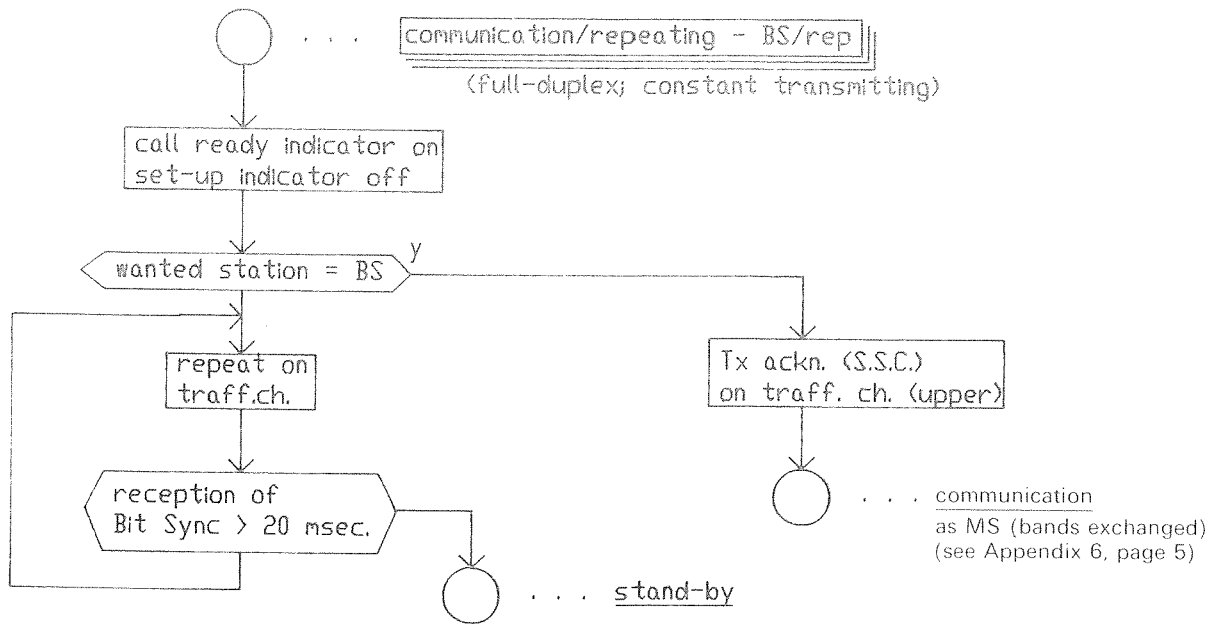 . . . communication/repeating - BS/rep
(full-duplex; constant transmitting)
call ready indicator on
set-up indicator off
wanted station = BS
y
repeat on
traff.ch.
Tx ackn. (S.S.C.)
on traff. ch. (upper)
reception of
Bit Sync > 20 msec.
. . . communication
as MS (bands exchanged)
(see Appendix 6, page 5)
. . . stand-by